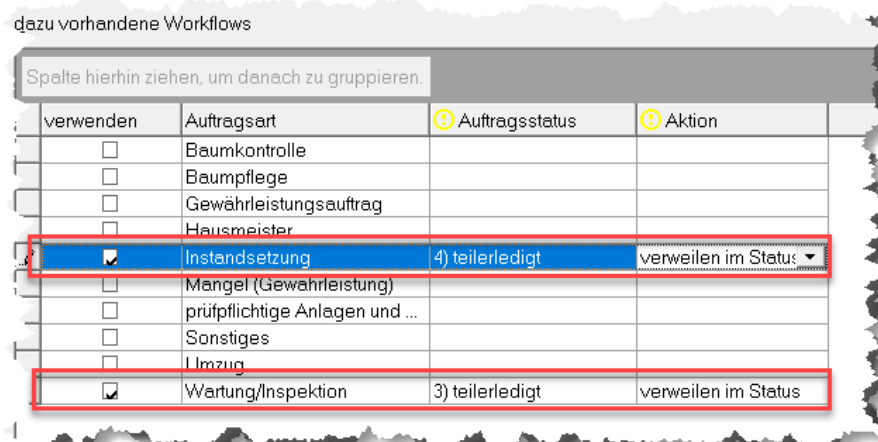 dazu vorhandene Workflows
Spalte hierhin ziehen, um danach zu gruppieren.
verwenden Auftragsart Auftragsstatus Aktion
Baumkontrolle
Baumpflege
Gewährleistungsauftrag
Hausmeister
Instandsetzung 4) teilerledigt verweilen im Status
Mängel (Gewährleistung)
prüfpflichtige Anlagen und ...
Sonstiges
Umzug
Wartung/Inspektion 3) teilerledigt verweilen im Status